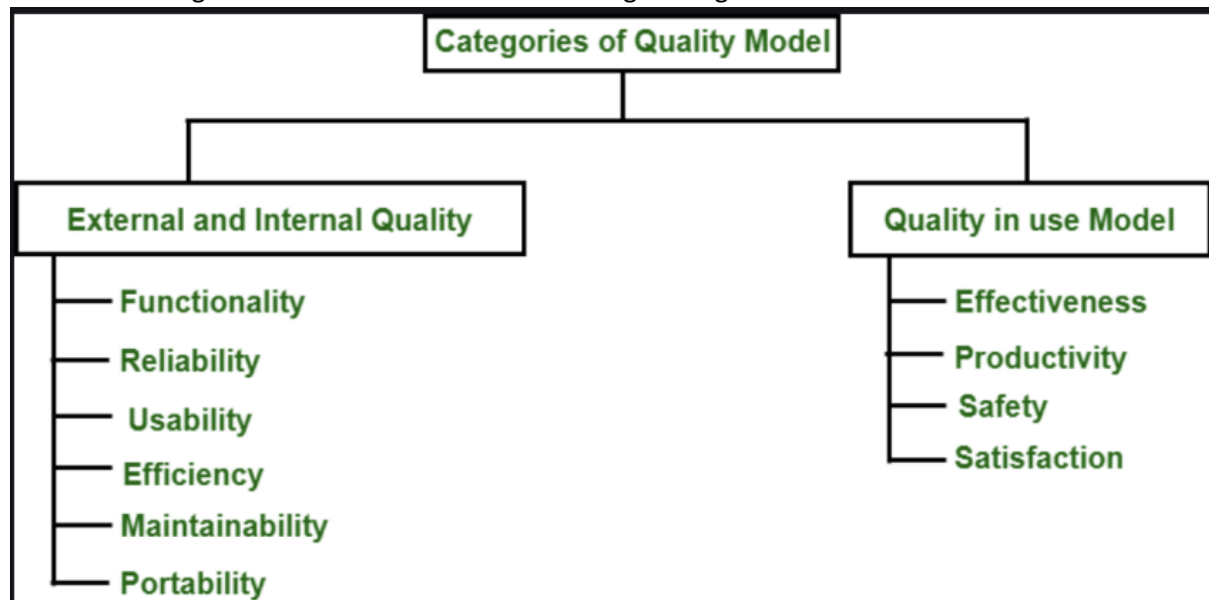 Categories of Quality Model
External and Internal Quality
Functionality
Reliability
Usability
Efficiency
Maintainability
Portability
Quality in use Model
Effectiveness
Productivity
Safety
Satisfaction